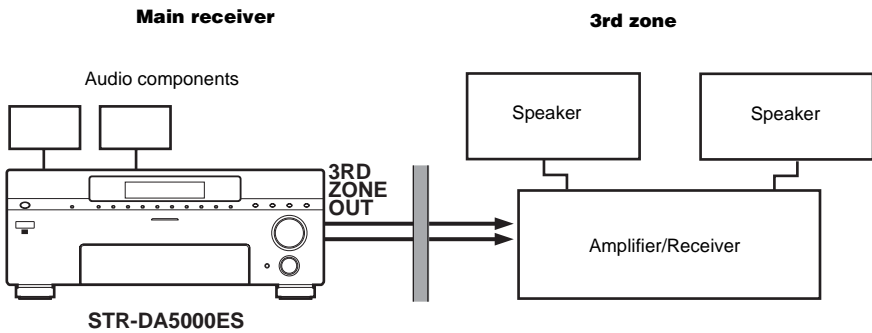 Main receiver
3rd zone
Audio components
Speaker
Speaker
3RD
ZONE
OUT
Amplifier/Receiver
STR-DA5000ES